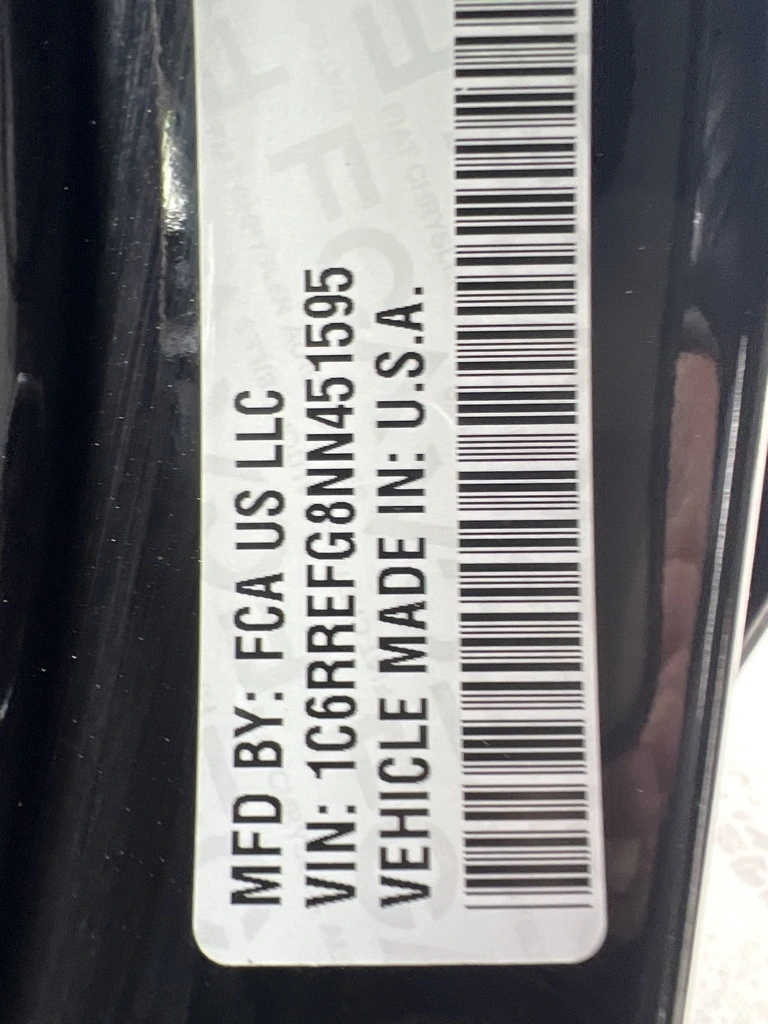 MFD BY: FCA US LLC
VIN: 1C6RREFG8NN451595
VEHICLE MADE IN: U.S.A.